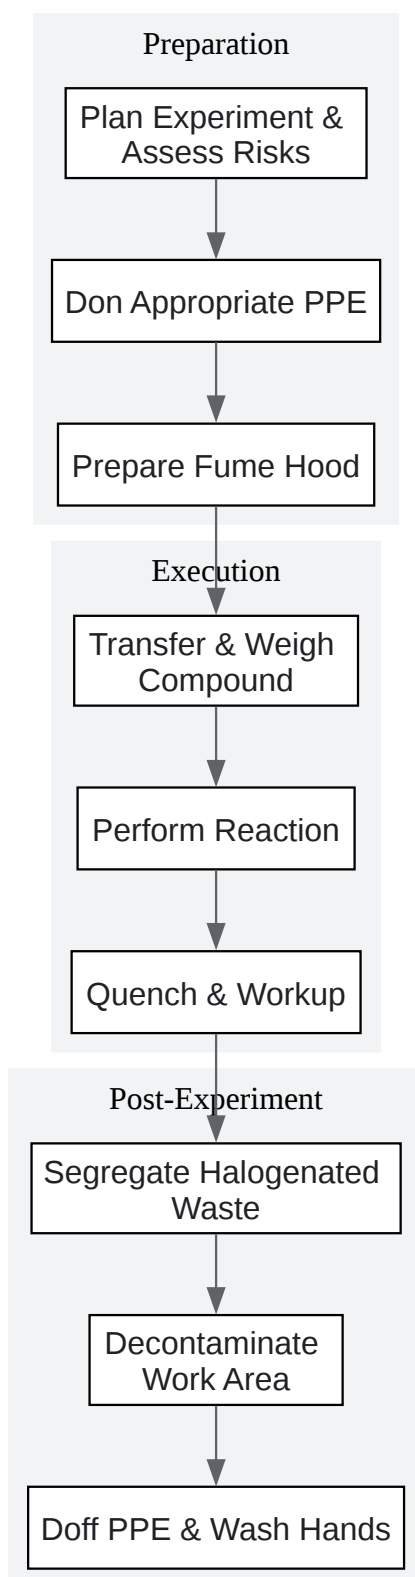 Preparation
Plan Experiment &
Assess Risks
Don Appropriate PPE
Prepare Fume Hood
Execution
Transfer & Weigh
Compound
Perform Reaction
Quench & Workup
Post-Experiment
Segregate Halogenated
Waste
Decontaminate
Work Area
Doff PPE & Wash Hands